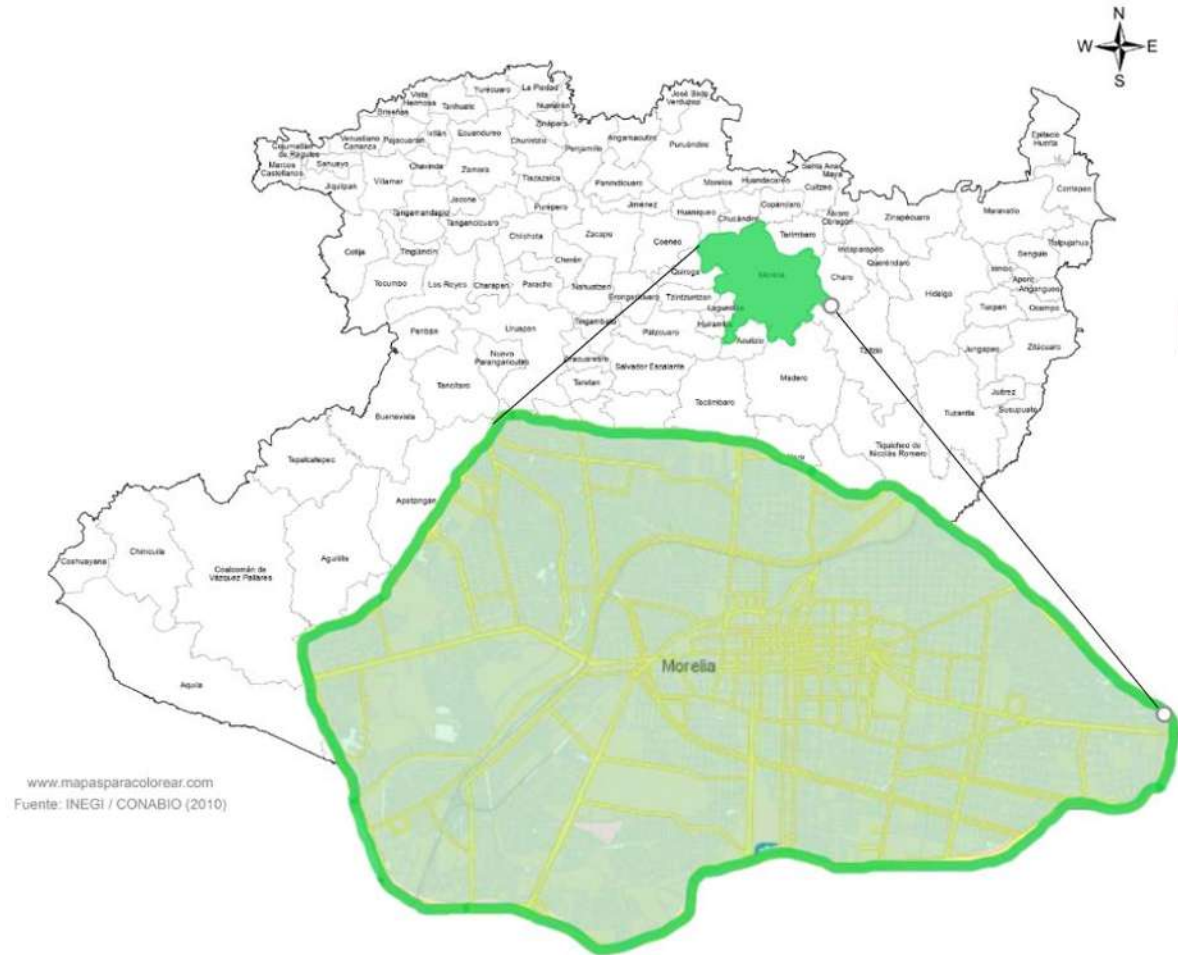 N
W E
S
La Piedad
Yurécuaro
Vista
Hermosa
Tanhuato
Numarán
José Sixto
Verduzco
Briseñas
Zináparo
Angamacutiro
Epitacio
Huerta
Venustiano
Carranza
Pajacuarán
Ixtlán
Ecuandureo
Churintzio
Penjamillo
Puruándiro
Cojumatlán
de Régules
Sahuayo
Marcos
Castellanos
Chavinda
Zamora
Tlazazalca
Panindícuaro
Morelos
Huandacareo
Santa Ana
Maya
Cuitzeo
Contepec
Jiquilpan
Villamar
Jacona
Purépero
Jiménez
Huaniqueo
Copándaro
Chucándiro
Álvaro
Obregón
Zinapécuaro
Maravatío
Tangamandapio
Tangancícuaro
Chilchota
Zacapu
Coeneo
Tarímbaro
Indaparapeo
Queréndaro
Tlalpujahua
Senguio
Cotija
Tingüindín
Cherán
Quiroga
Morelia
Charo
Hidalgo
Irimbo
Aporo
Angangueo
Tocumbo
Los Reyes
Charapan
Paracho
Nahuatzen
Erongarícuaro
Tzintzuntzan
Lagunillas
Tuxpan
Ocampo
Peribán
Uruapan
Tingambato
Pátzcuaro
Huiramba
Acuitzio
Tzitzio
Jungapeo
Zitácuaro
Nuevo
Parangaricutiro
Salvador Escalante
Madero
Tancítaro
Taretan
Tacámbaro
Juárez
Susupuato
Tuzantla
Buenavista
Tiquicheo de
Nicolás Romero
Tepalcatepec
Apatzingán
Chinicuila
Coahuayana
Coalcomán de
Vázquez Pallares
Aguililla
Morelia
Aquila
www.mapasparacolorear.com
Fuente: INEGI / CONABIO (2010)